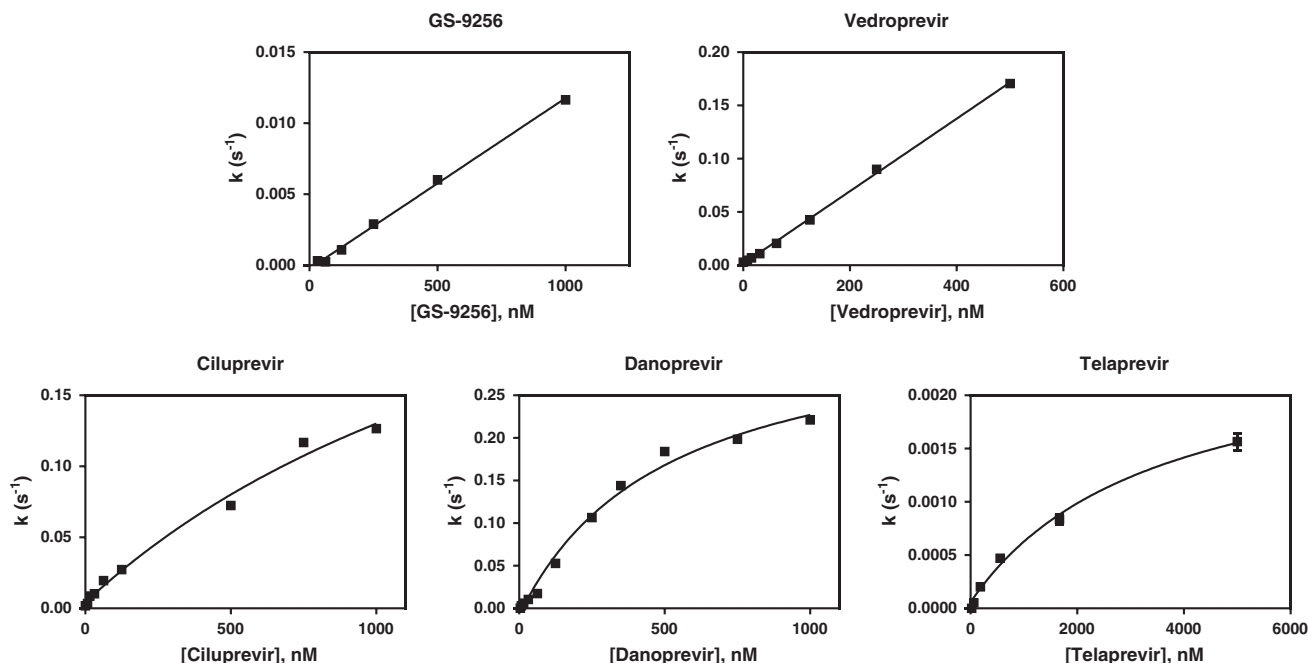 GS-9256
0.015
0.010
0.005
0.000
k (s-1)
0 500 1000
[GS-9256], nM
Vedroprevir
0.20
0.15
0.10
0.05
0.00
k (s-1)
0 200 400 600
[Vedroprevir], nM
Ciluprevir
0.15
0.10
0.05
0.00
k (s-1)
0 500 1000
[Ciluprevir], nM
Danoprevir
0.25
0.20
0.15
0.10
0.05
0.00
k (s-1)
0 500 1000
[Danoprevir], nM
Telaprevir
0.0020
0.0015
0.0010
0.0005
0.0000
k (s-1)
0 2000 4000 6000
[Telaprevir], nM